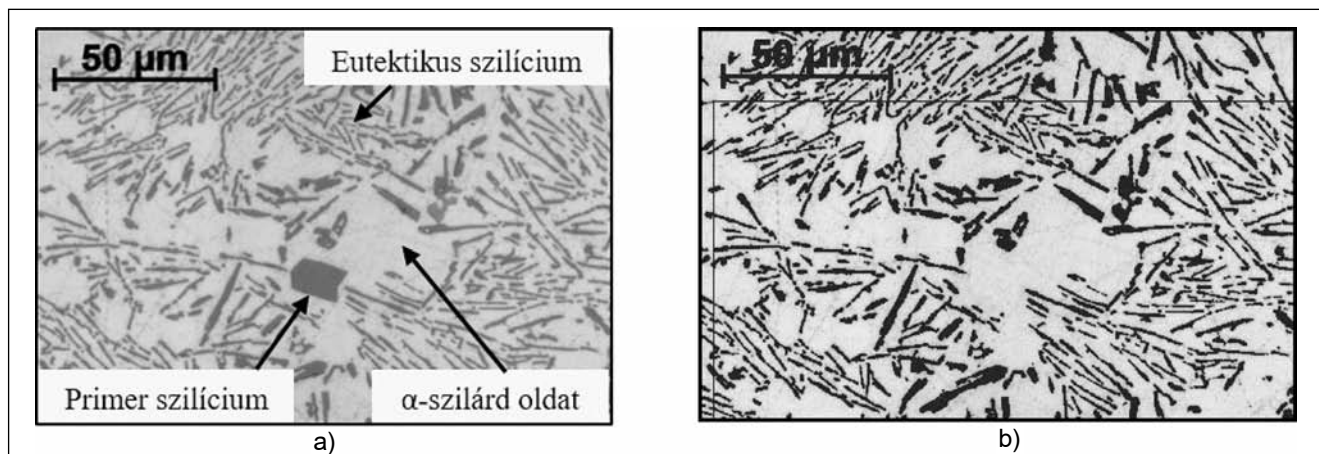 50 µm
Eutektikus szilícium
Primer szilícium
α-szilárd oldat
a)
50 µm
b)